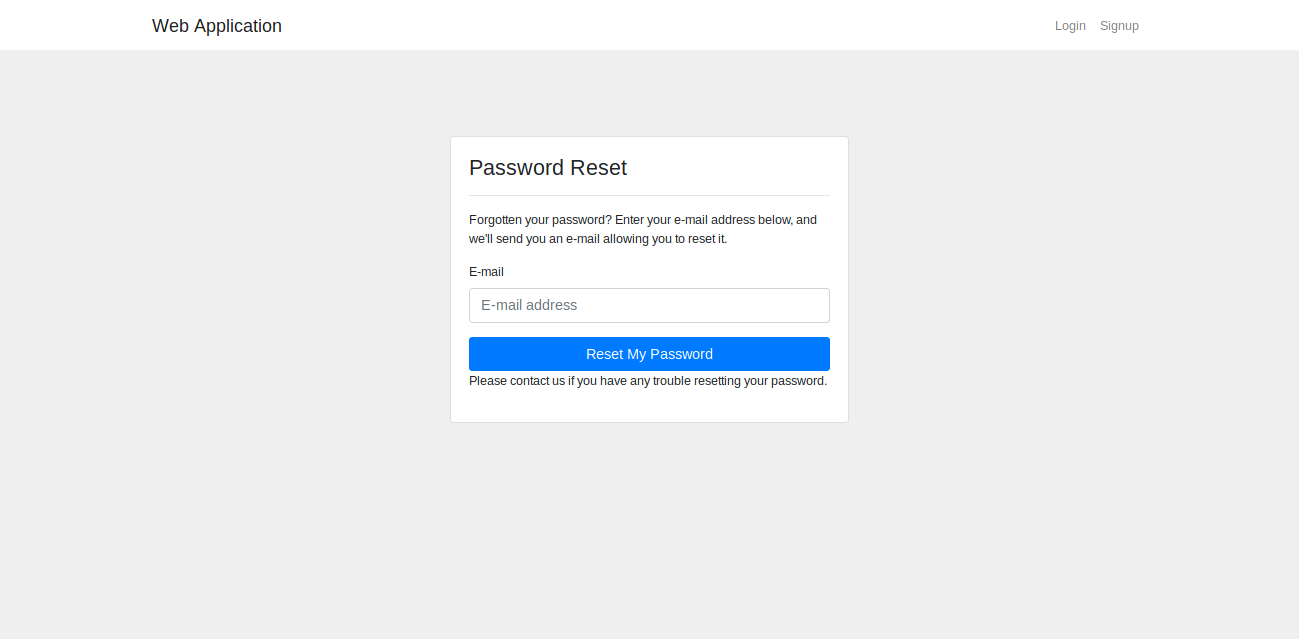 Web Application
Login
Signup
Password Reset
Forgotten your password? Enter your e-mail address below, and
we'll send you an e-mail allowing you to reset it.
E-mail
E-mail address
Reset My Password
Please contact us if you have any trouble resetting your password.